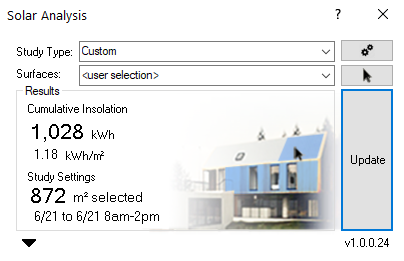 Solar Analysis
?
Study Type: Custom
Surfaces: <user selection>
Results
Cumulative Insolation
1,028 kWh
1.18 kWh/m²
Study Settings
872 m² selected
6/21 to 6/21 8am-2pm
Update
v1.0.0.24